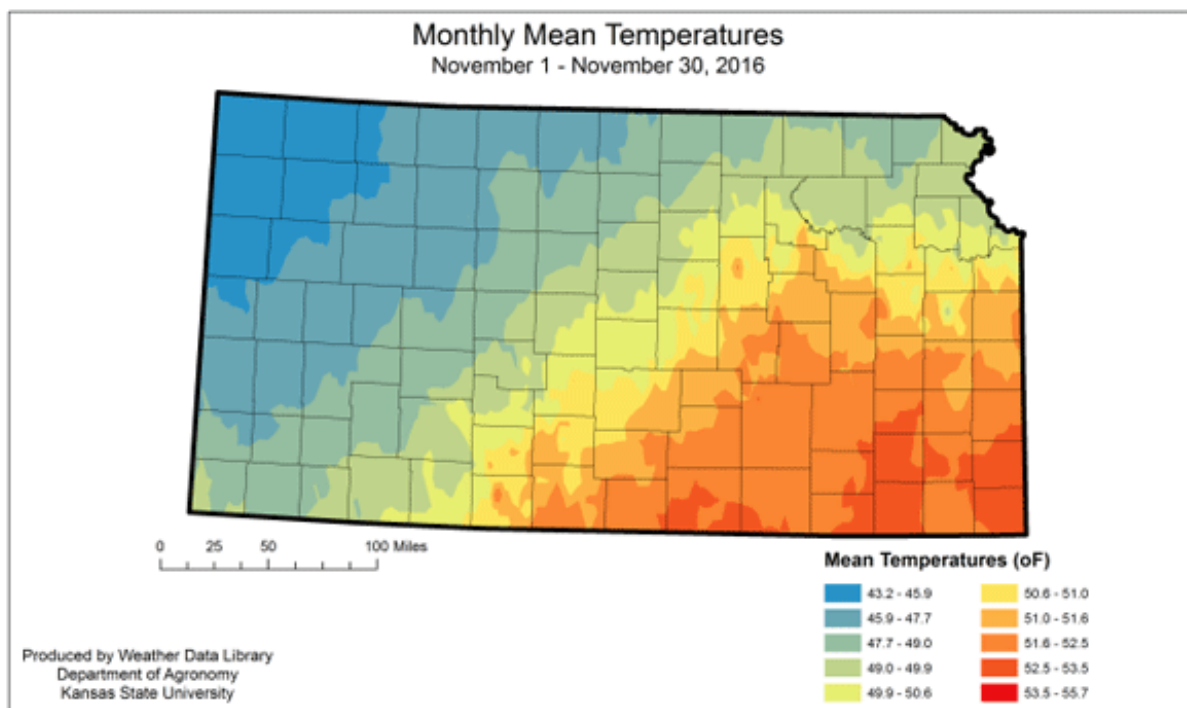 Monthly Mean Temperatures
November 1 - November 30, 2016
0 25 50 100 Miles
Mean Temperatures (oF)
43.2 - 45.9
45.9 - 47.7
47.7 - 49.0
49.0 - 49.9
49.9 - 50.6
50.6 - 51.0
51.0 - 51.6
51.6 - 52.5
52.5 - 53.5
53.5 - 55.7
Produced by Weather Data Library
Department of Agronomy
Kansas State University